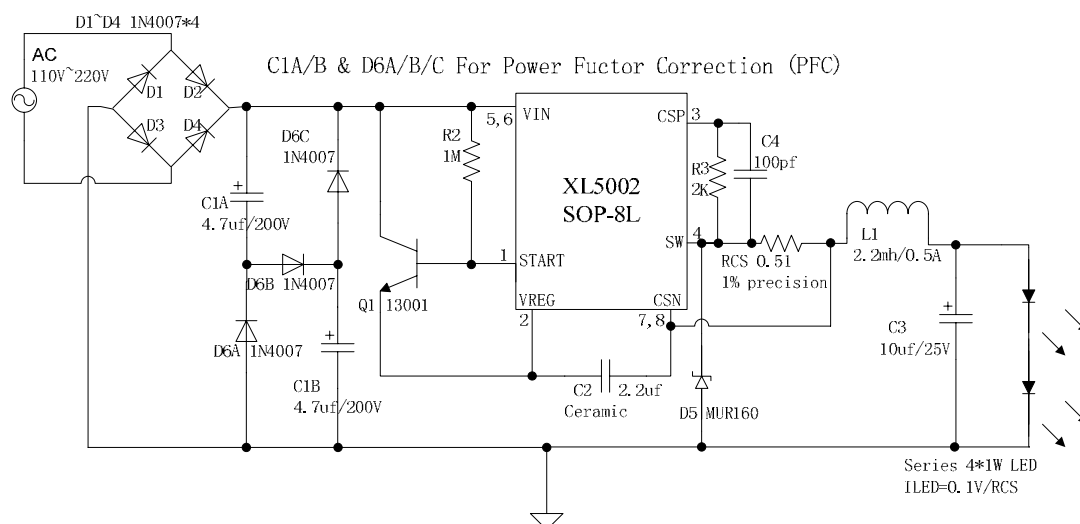 D1~D4 1N4007*4
AC
110V~220V
D1
D2
D3
D4
C1A/B & D6A/B/C For Power Fuctor Correction (PFC)
5,6
VIN
CSP
3
C4
100pf
R2
1M
D6C
1N4007
R3
2K
XL5002
SOP-8L
C1A
4.7uf/200V
SW
4
L1
2.2mh/0.5A
RCS 0.51
1% precision
1
START
D6B 1N4007
Q1 13001
VREG
2
CSN
7,8
C3
10uf/25V
D6A 1N4007
C1B
4.7uf/200V
C2
2.2uf
Ceramic
D5 MUR160
Series 4*1W LED
ILED=0.1V/RCS
+
+
+